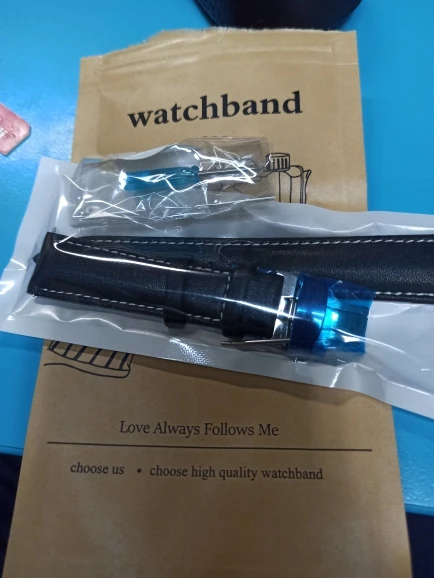 watchband
Love Always Follows Me
choose us • choose high quality watchband